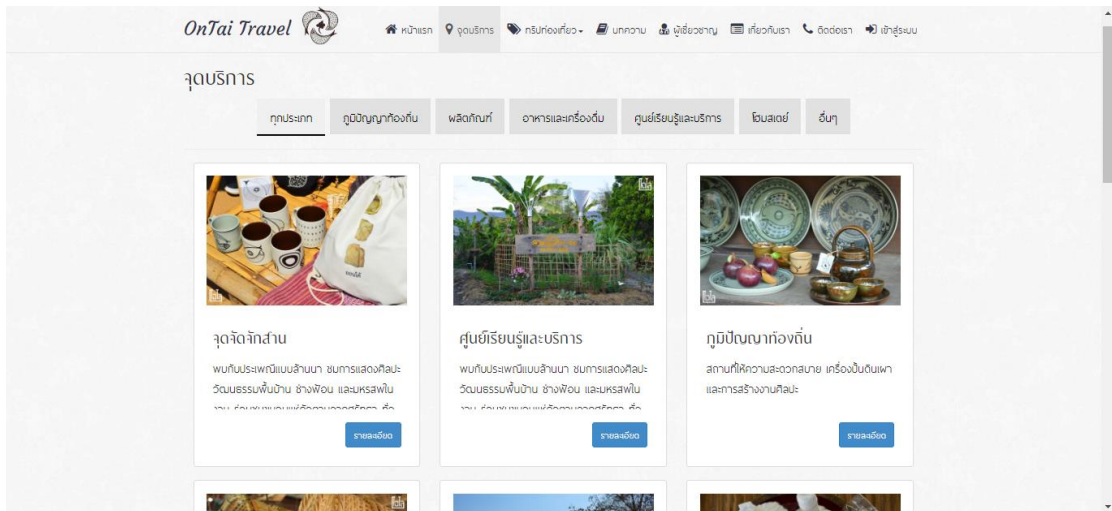 OnTai Travel
หน้าแรก จุดบริการ ทริปท่องเที่ยว บทความ ผู้เชี่ยวชาญ เกี่ยวกับเรา ติดต่อเรา เข้าสู่ระบบ
จุดบริการ
ทุกประเภท ภูมิปัญญาท้องถิ่น ผลิตภัณฑ์ อาหารและเครื่องดื่ม ศูนย์เรียนรู้และบริการ โฮมสเตย์ อื่นๆ
จุดจัดจักสาน
พบกับประเพณีแบบล้านนา ชมการแสดงศิลปะ
วัฒนธรรมพื้นบ้าน ช่างฟ้อน และมหรสพใน
รายละเอียด
ศูนย์เรียนรู้และบริการ
พบกับประเพณีแบบล้านนา ชมการแสดงศิลปะ
วัฒนธรรมพื้นบ้าน ช่างฟ้อน และมหรสพใน
รายละเอียด
ภูมิปัญญาท้องถิ่น
สถานที่ให้ความสะดวกสบาย เครื่องปั้นดินเผา
และการสร้างงานศิลปะ
รายละเอียด